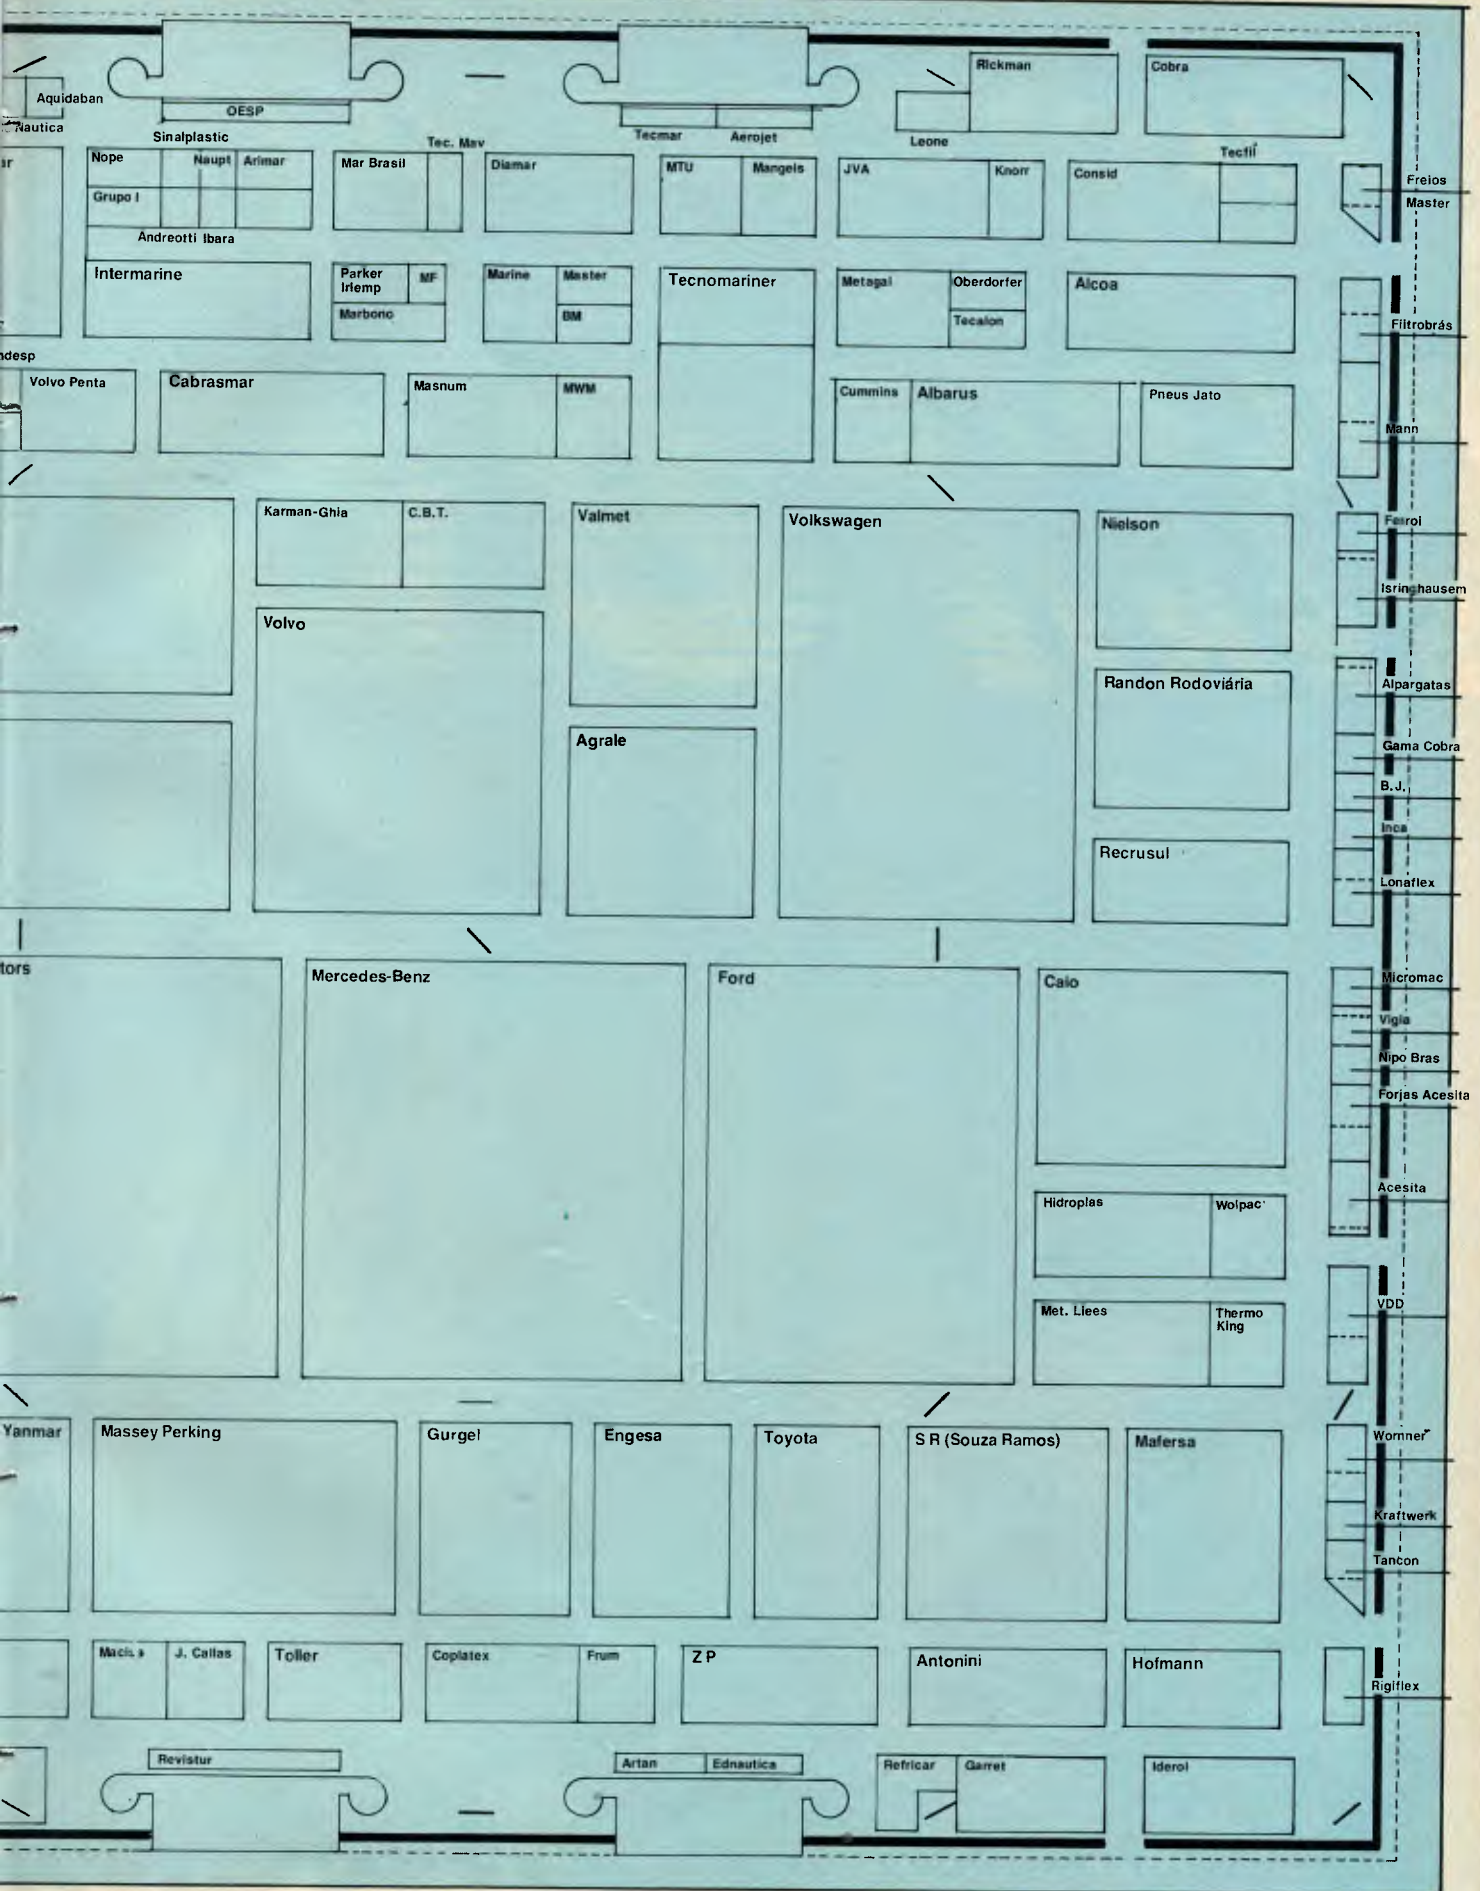 Rickman
Cobra
Aquidaban
OESP
Nautica
Sinalplastic
Tecmar
Aerojet
Tec. Mav
Leone
Tecfil
Nope
Naupt
Arimar
Mar Brasil
Diamar
MTU
Mangels
JVA
Knorr
Consid
Freios
Master
Grupo I
Andreotti Ibara
Intermarine
Parker
Irlemp
MF
Marine
Master
Tecnomariner
Metagal
Oberdorfer
Alcoa
Marbono
BM
Tecalon
Filtrobrás
ndesp
Volvo Penta
Cabrasmar
Masnum
MWM
Cummins
Albarus
Pneus Jato
Mann
Karman-Ghia
C.B.T.
Valmet
Volkswagen
Nielson
Ferrol
Isringhausem
Volvo
Randon Rodoviária
Alpargatas
Agrale
Gama Cobra
B.J.
Inca
Recrusul
Lonaflex
tors
Mercedes-Benz
Ford
Caio
Micromac
Vigia
Nipo Bras
Forjas Acesita
Acesita
Hidroplas
Wolpac
Met. Liees
Thermo
King
VDD
Yanmar
Massey Perking
Gurgel
Engesa
Toyota
S R (Souza Ramos)
Mafersa
Wornner
Kraftwerk
Tancon
J. Callas
Toller
Coplatex
Frum
Z P
Antonini
Hofmann
Rigiflex
Revistur
Artan
Ednautica
Refricar
Garret
Iderol